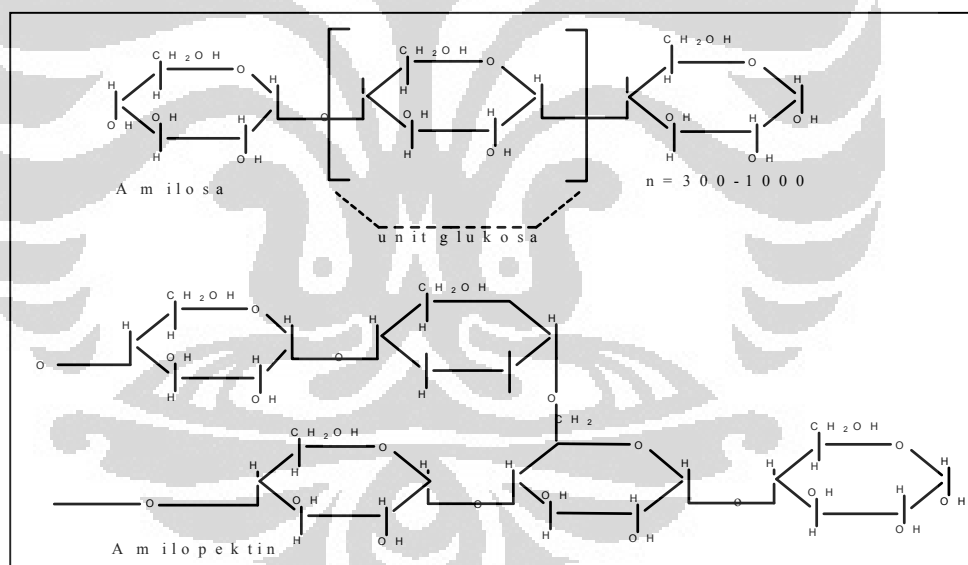 CH2OH CH2OH CH2OH
O O O
H H H H H H H
OH OH H OH H OH H OH
H OH O H OH H OH
Amilosa
n=300-1000
unit glukosa
CH2OH CH2OH
O
H H H H H H
O OH H O
H OH H H
O
CH2
CH2OH O O CH2OH O
H H H H H H H
OH H OH H OH H OH
O H OH O H OH O H OH
Amilopektin